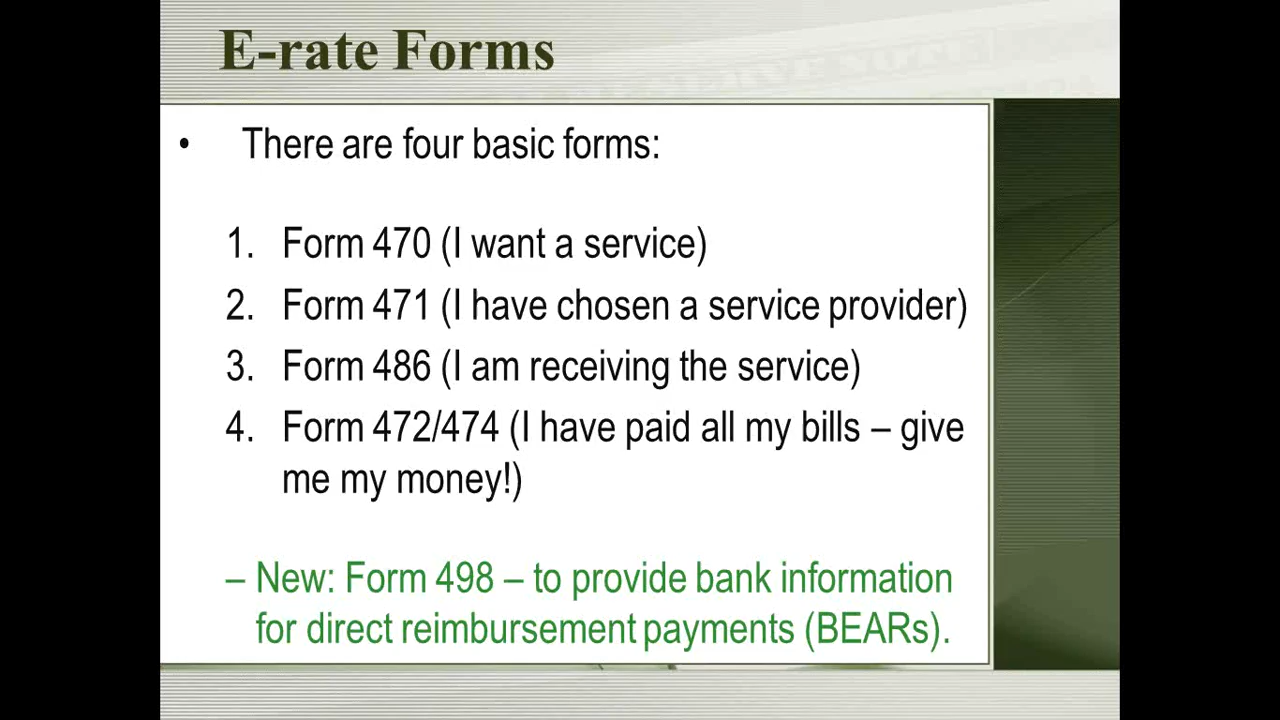 E-rate Forms
• There are four basic forms:
1. Form 470 (I want a service)
2. Form 471 (I have chosen a service provider)
3. Form 486 (I am receiving the service)
4. Form 472/474 (I have paid all my bills – give
me my money!)
– New: Form 498 – to provide bank information
for direct reimbursement payments (BEARs).